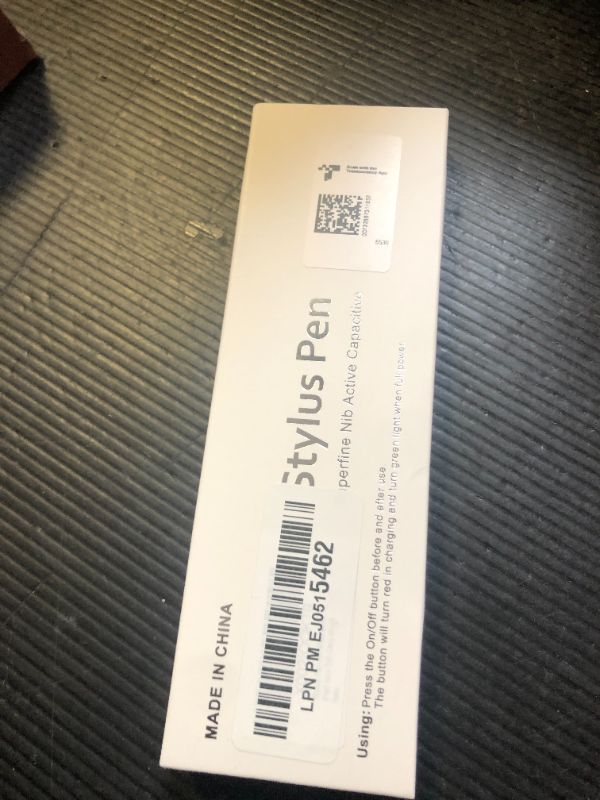 Stylus Pen
perfine Nib Active Capacitive
Using: Press the On/Off button before and after use.
The button will turn red in charging and turn green light when full power.
MADE IN CHINA
LPN PM EJ0515462